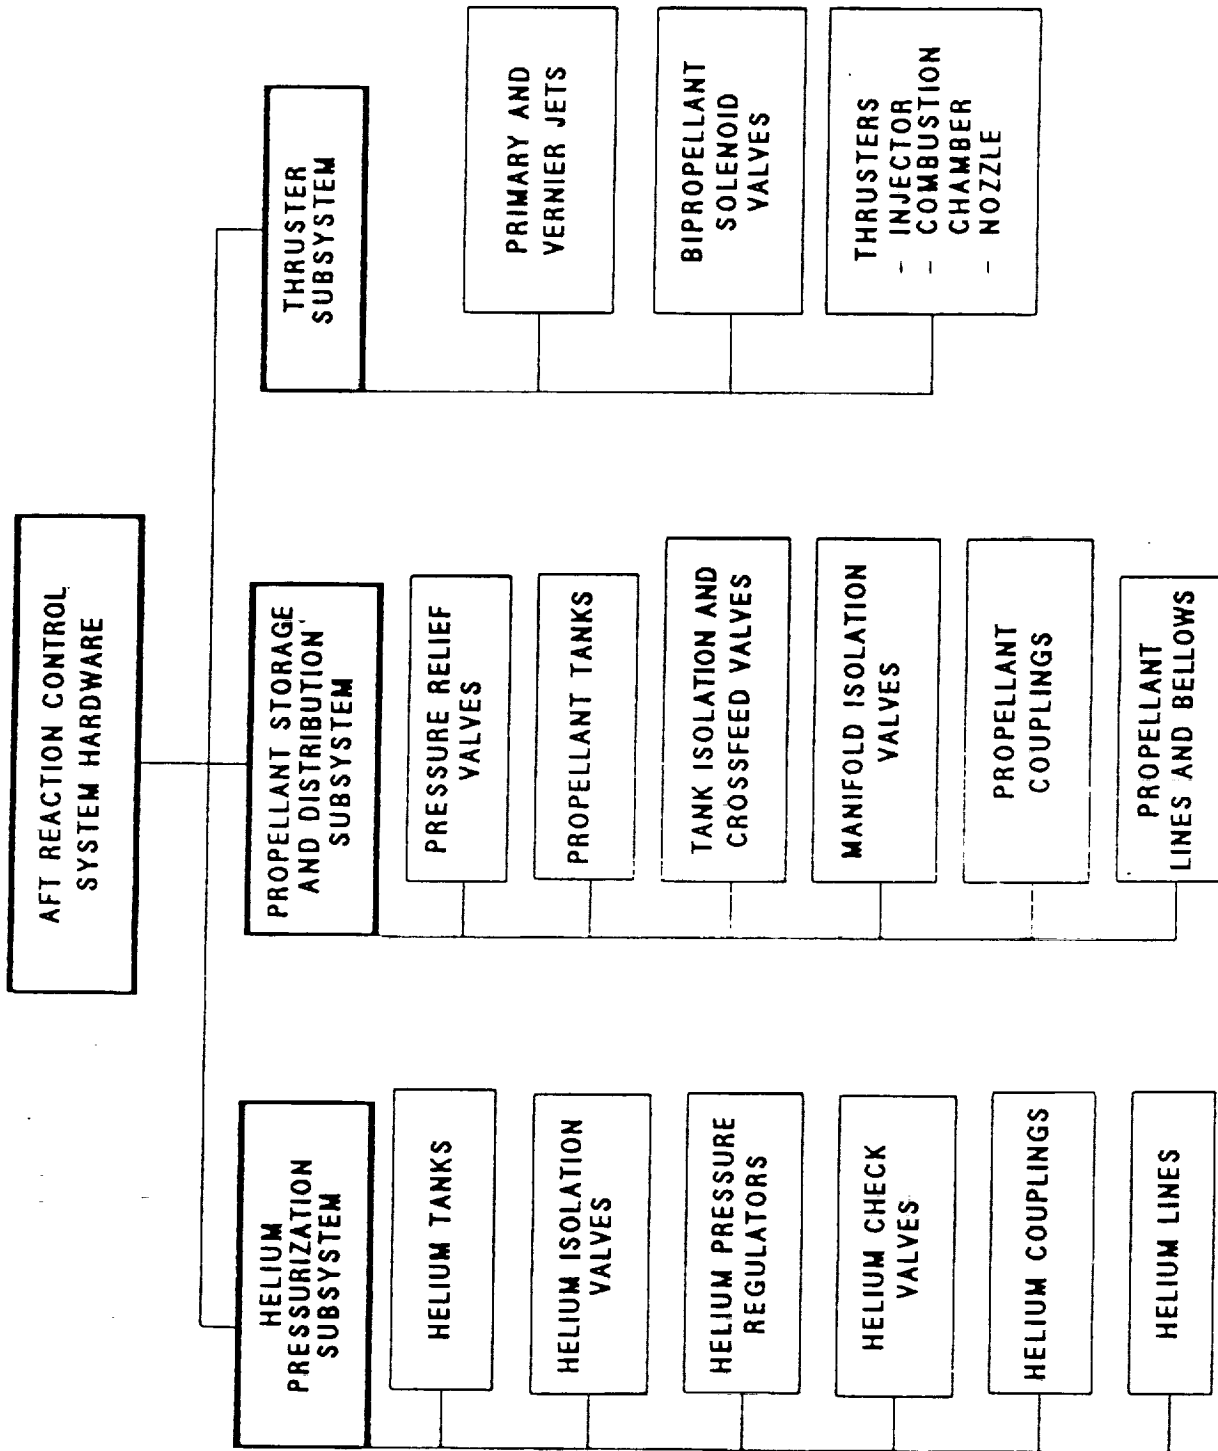 AFT REACTION CONTROL
SYSTEM HARDWARE
HELIUM
PRESSURIZATION
SUBSYSTEM
HELIUM TANKS
HELIUM ISOLATION
VALVES
HELIUM PRESSURE
REGULATORS
HELIUM CHECK
VALVES
HELIUM COUPLINGS
HELIUM LINES
PROPELLANT STORAGE
AND DISTRIBUTION
SUBSYSTEM
PRESSURE RELIEF
VALVES
PROPELLANT TANKS
TANK ISOLATION AND
CROSSFEED VALVES
MANIFOLD ISOLATION
VALVES
PROPELLANT
COUPLINGS
PROPELLANT
LINES AND BELLOWS
THRUSTER
SUBSYSTEM
PRIMARY AND
VERNIER JETS
BIPROPELLANT
SOLENOID
VALVES
THRUSTERS
- INJECTOR
- COMBUSTION
CHAMBER
- NOZZLE